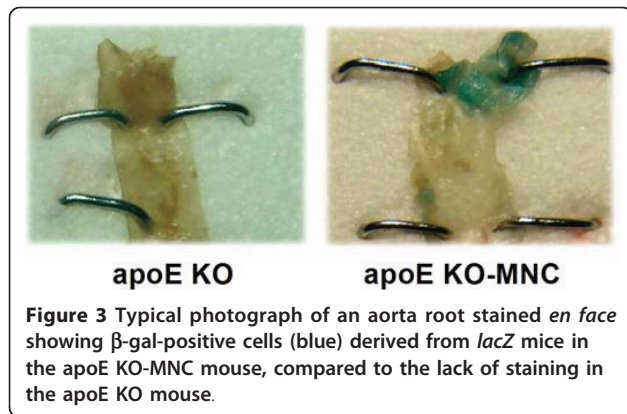 apoE KO
apoE KO-MNC
Figure 3 Typical photograph of an aorta root stained en face
showing β-gal-positive cells (blue) derived from lacZ mice in
the apoE KO-MNC mouse, compared to the lack of staining in
the apoE KO mouse.